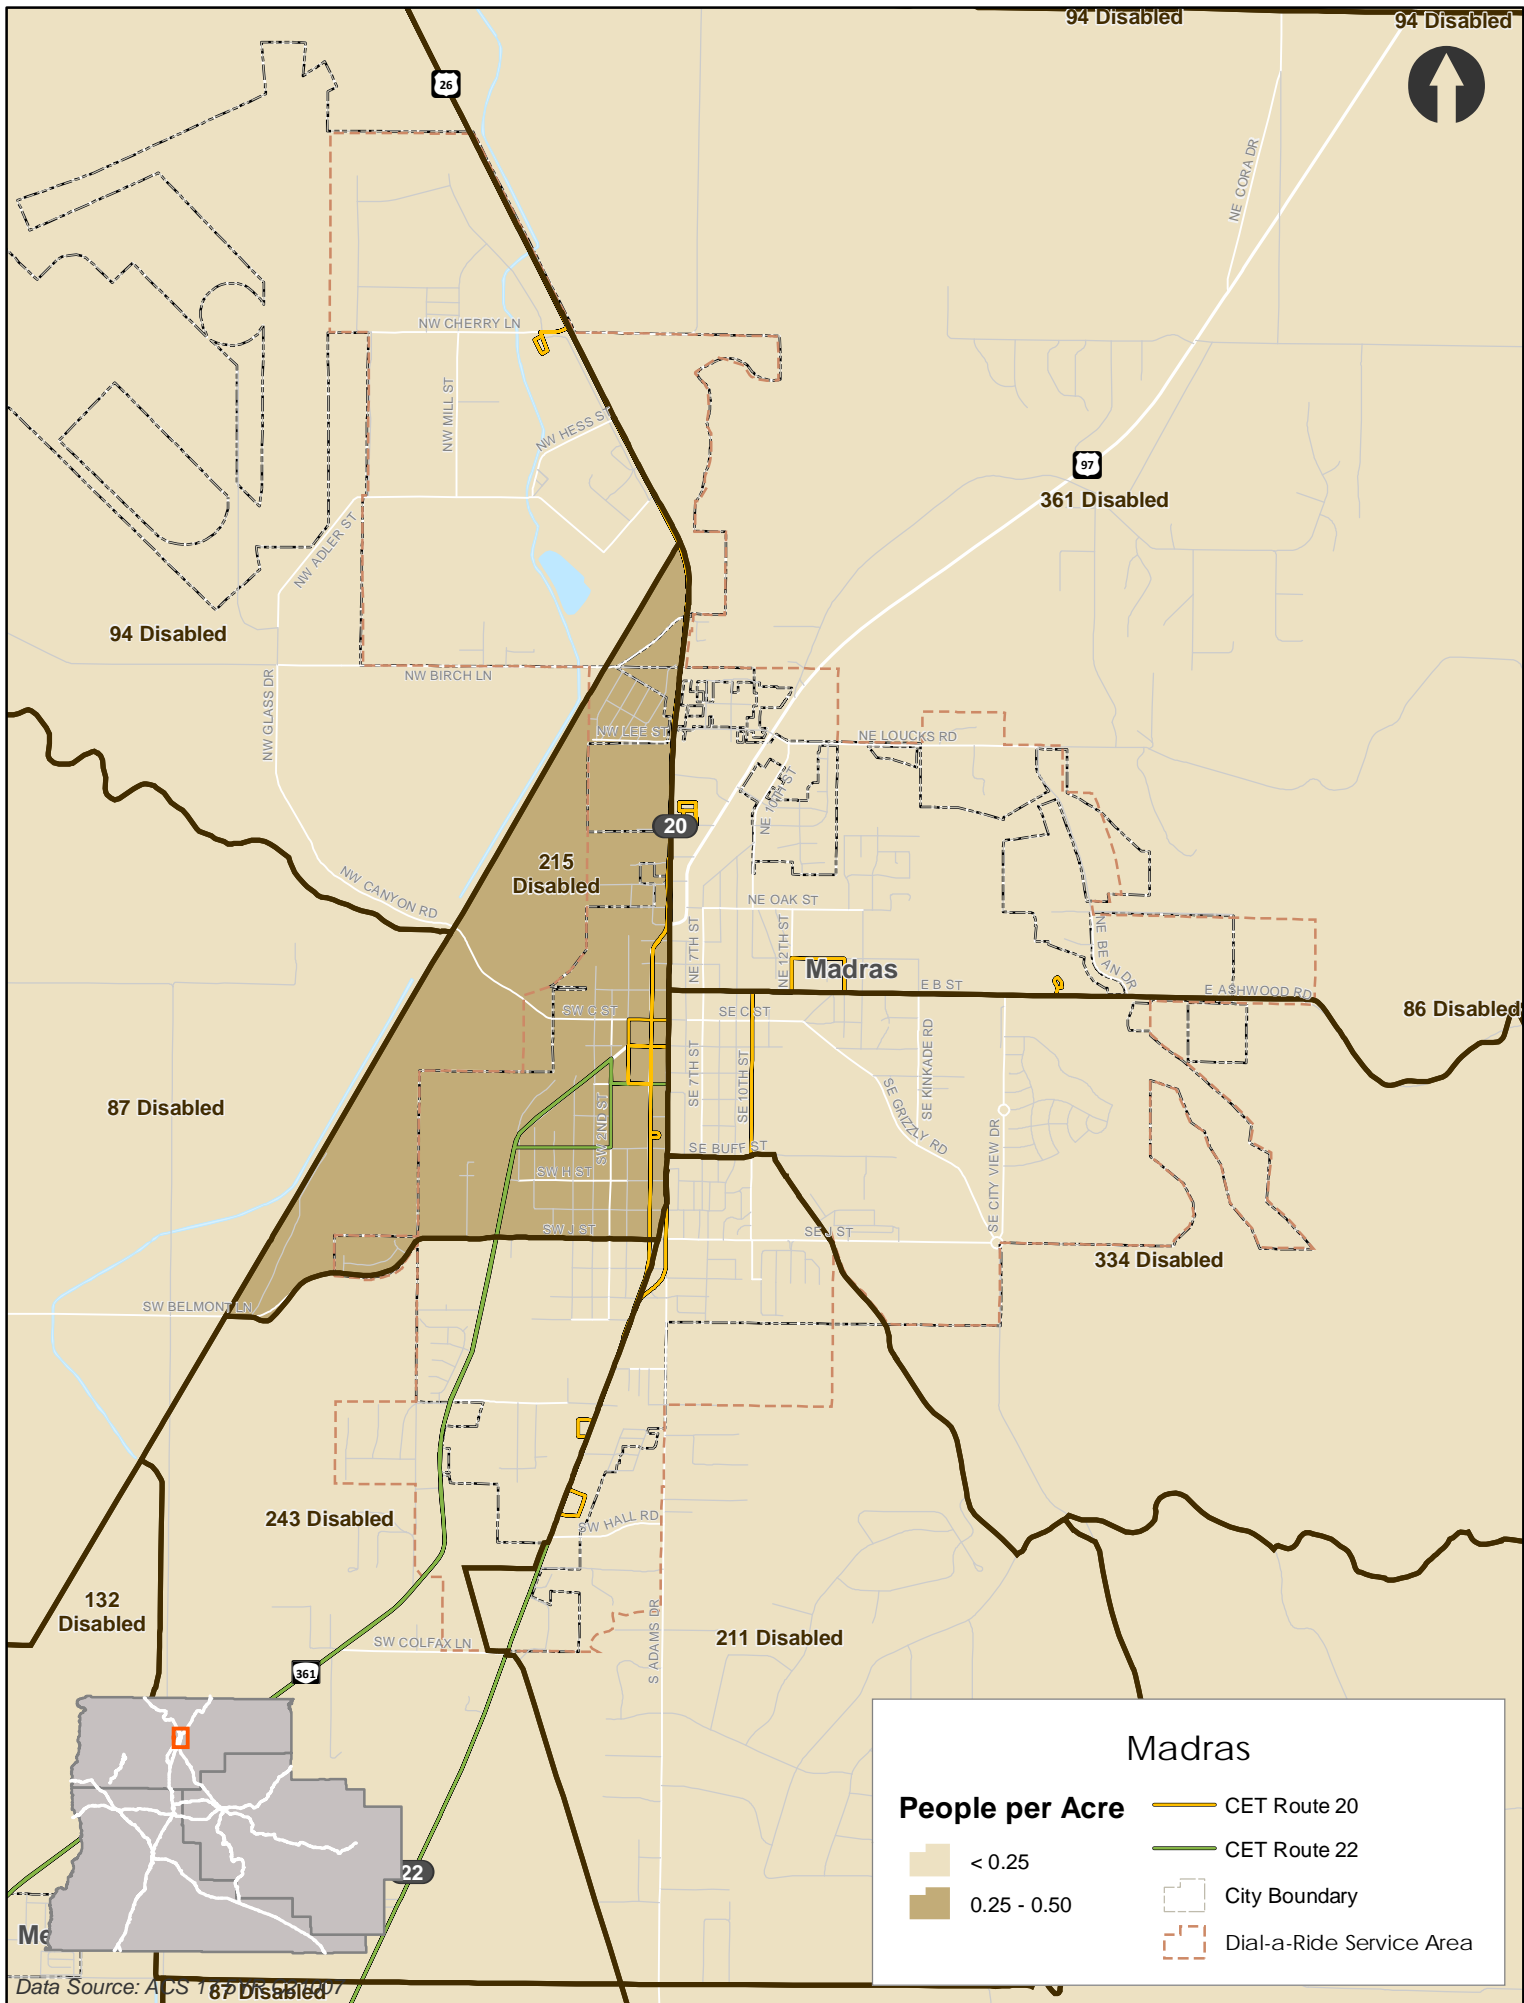 94 Disabled
94 Disabled
26
NE CORA DR
NW CHERRY LN
NW MILL ST
NW HESS ST
97
361 Disabled
NW ADLER ST
94 Disabled
NW BIRCH LN
NW GLASS DR
NW LEE ST
NE LOUCKS RD
NE 10TH ST
20
215
Disabled
NW CANYON RD
NE OAK ST
NE 7TH ST
NE 12TH ST
Madras
NE BEAN DR
E B ST
E ASHWOOD RD
86 Disabled
SW C ST
SE C ST
SE 7TH ST
SE 10TH ST
SE KINKADE RD
SE GRIZZLY RD
87 Disabled
SW 2ND ST
SE BUFF ST
SW H ST
SE CITY VIEW DR
SW J ST
SE J ST
334 Disabled
SW BELMONT LN
243 Disabled
SW HALL RD
132
Disabled
SW COLFAX LN
S ADAMS DR
211 Disabled
361
22
Madras
People per Acre
< 0.25
0.25 - 0.50
CET Route 20
CET Route 22
City Boundary
Dial-a-Ride Service Area
Me
Data Source: ACS
87 Disabled